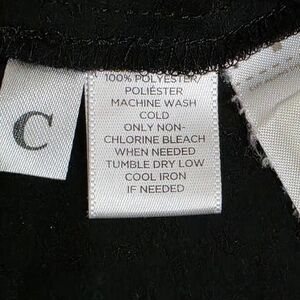 C
100% POLYESTER
POLIÉSTER
MACHINE WASH
COLD
ONLY NON-
CHLORINE BLEACH
WHEN NEEDED
TUMBLE DRY LOW
COOL IRON
IF NEEDED